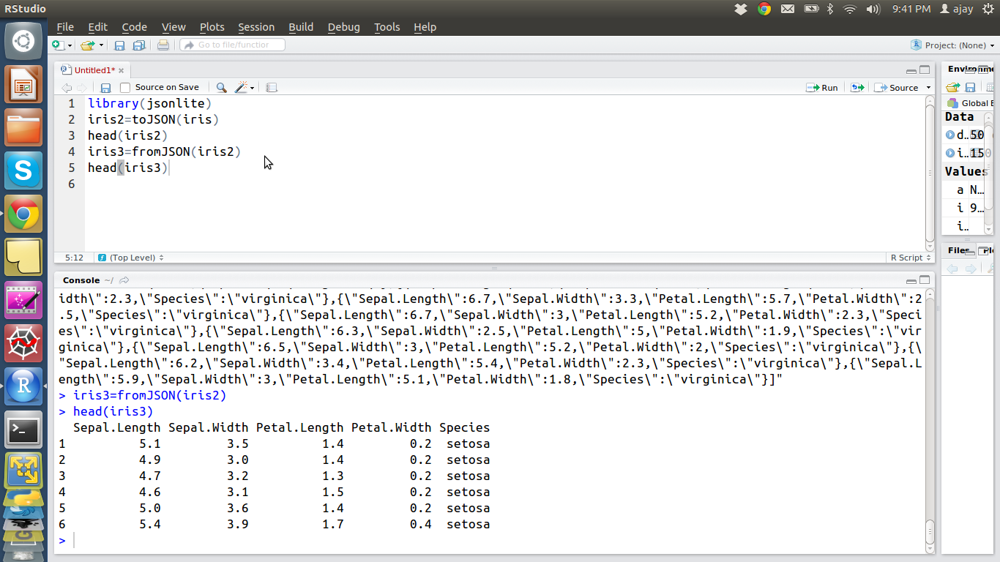 RStudio
9:41 PM ajay
File Edit Code View Plots Session Build Debug Tools Help
Go to file/function
Project: (None)
Untitled1*
Source on Save
Run
Source
1 library(jsonlite)
2 iris2=toJSON(iris)
3 head(iris2)
4 iris3=fromJSON(iris2)
5 head(iris3)
6
5:12
(Top Level)
R Script
Console ~/
idth\":2.3,\"Species\":\"virginica\"},{\"Sepal.Length\":6.7,\"Sepal.Width\":3.3,\"Petal.Length\":5.7,\"Petal.Width\":2
.5,\"Species\":\"virginica\"},{\"Sepal.Length\":6.7,\"Sepal.Width\":3,\"Petal.Length\":5.2,\"Petal.Width\":2.3,\"Speci
es\":\"virginica\"},{\"Sepal.Length\":6.3,\"Sepal.Width\":2.5,\"Petal.Length\":5,\"Petal.Width\":1.9,\"Species\":\"vir
ginica\"},{\"Sepal.Length\":6.5,\"Sepal.Width\":3,\"Petal.Length\":5.2,\"Petal.Width\":2,\"Species\":\"virginica\"},{\
"Sepal.Length\":6.2,\"Sepal.Width\":3.4,\"Petal.Length\":5.4,\"Petal.Width\":2.3,\"Species\":\"virginica\"},{\"Sepal.L
ength\":5.9,\"Sepal.Width\":3,\"Petal.Length\":5.1,\"Petal.Width\":1.8,\"Species\":\"virginica\"}]"
> iris3=fromJSON(iris2)
> head(iris3)
Sepal.Length Sepal.Width Petal.Length Petal.Width Species
1 5.1 3.5 1.4 0.2 setosa
2 4.9 3.0 1.4 0.2 setosa
3 4.7 3.2 1.3 0.2 setosa
4 4.6 3.1 1.5 0.2 setosa
5 5.0 3.6 1.4 0.2 setosa
6 5.4 3.9 1.7 0.4 setosa
>
Global E
Data
d..50
i..150
Values
a N…
i 9…
i..
Files